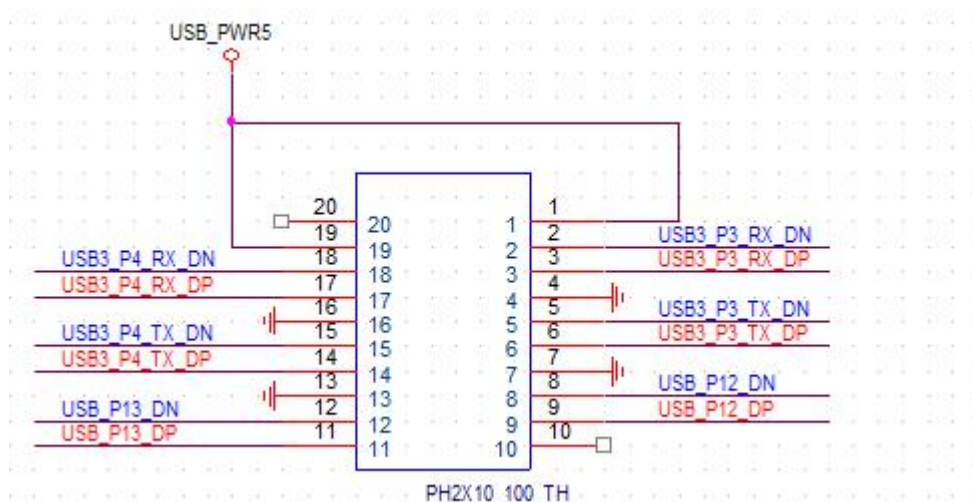 USB_PWR5
20 20 1 1
19 19 2 2 USB3_P3_RX_DN
USB3_P4_RX_DN 18 18 3 3 USB3_P3_RX_DP
USB3_P4_RX_DP 17 17 4 4
16 16 5 5 USB3_P3_TX_DN
USB3_P4_TX_DN 15 15 6 6 USB3_P3_TX_DP
USB3_P4_TX_DP 14 14 7 7
13 13 8 8 USB_P12_DN
USB_P13_DN 12 12 9 9 USB_P12_DP
USB_P13_DP 11 11 10 10
PH2X10_100_TH